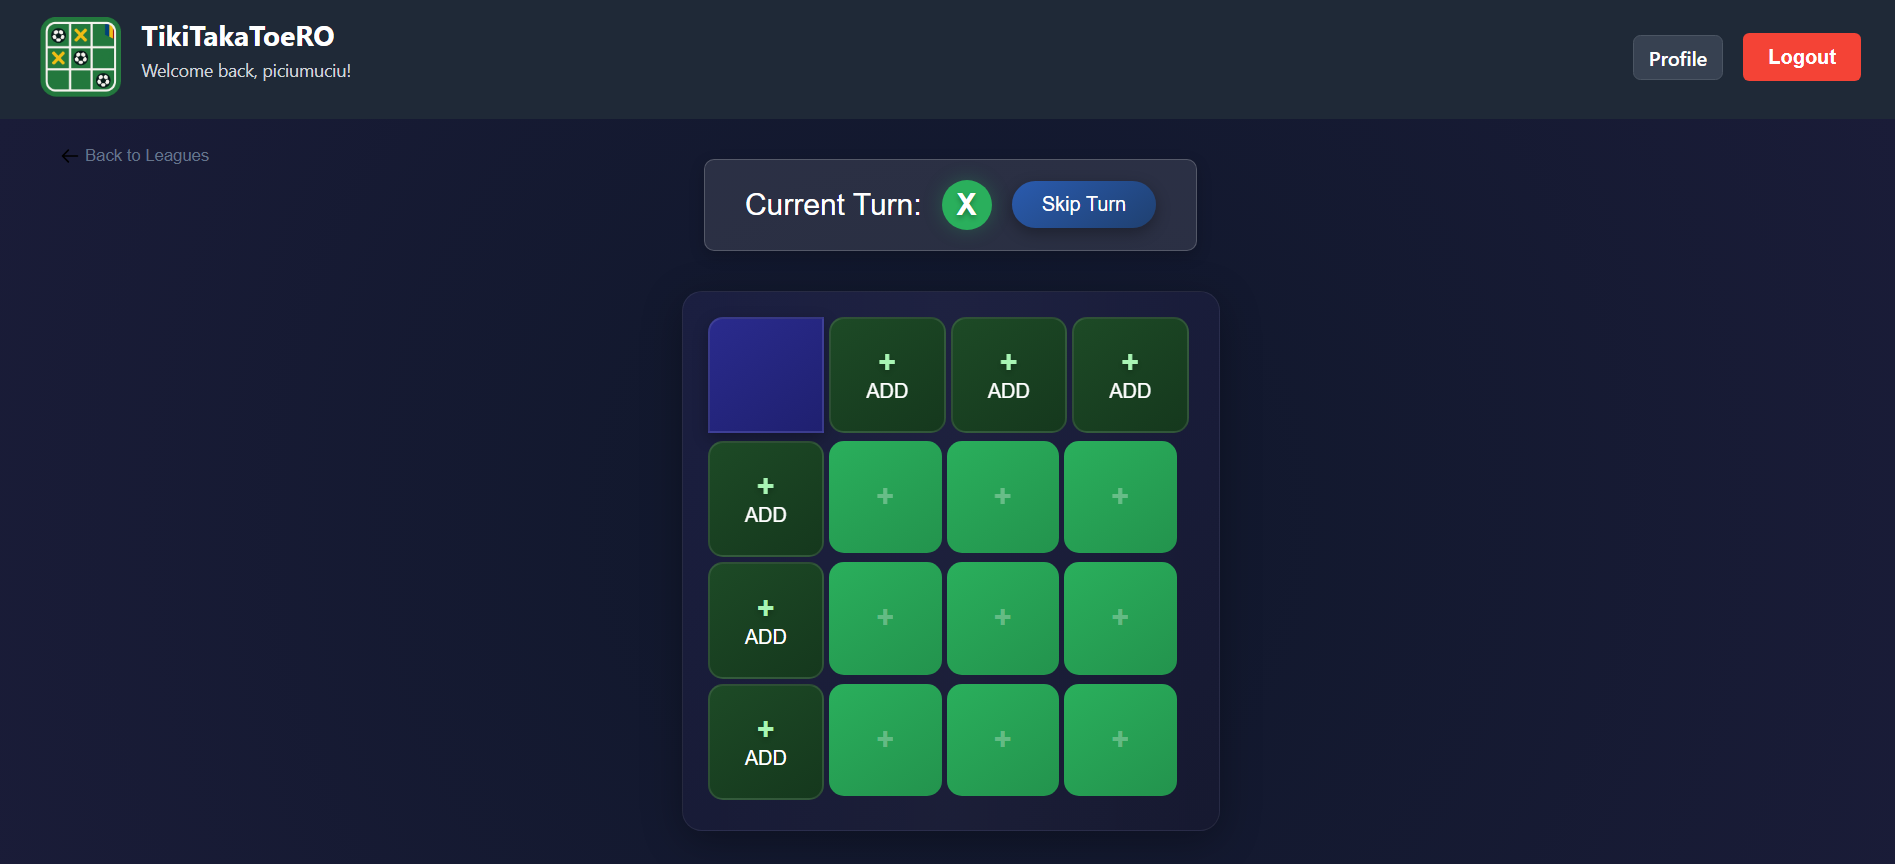 TikiTakaToeRO
Welcome back, piciumuciu!
Profile
Logout
Back to Leagues
Current Turn:
X
Skip Turn
+
ADD
+
ADD
+
ADD
+
ADD
+
+
+
+
ADD
+
+
+
+
ADD
+
+
+